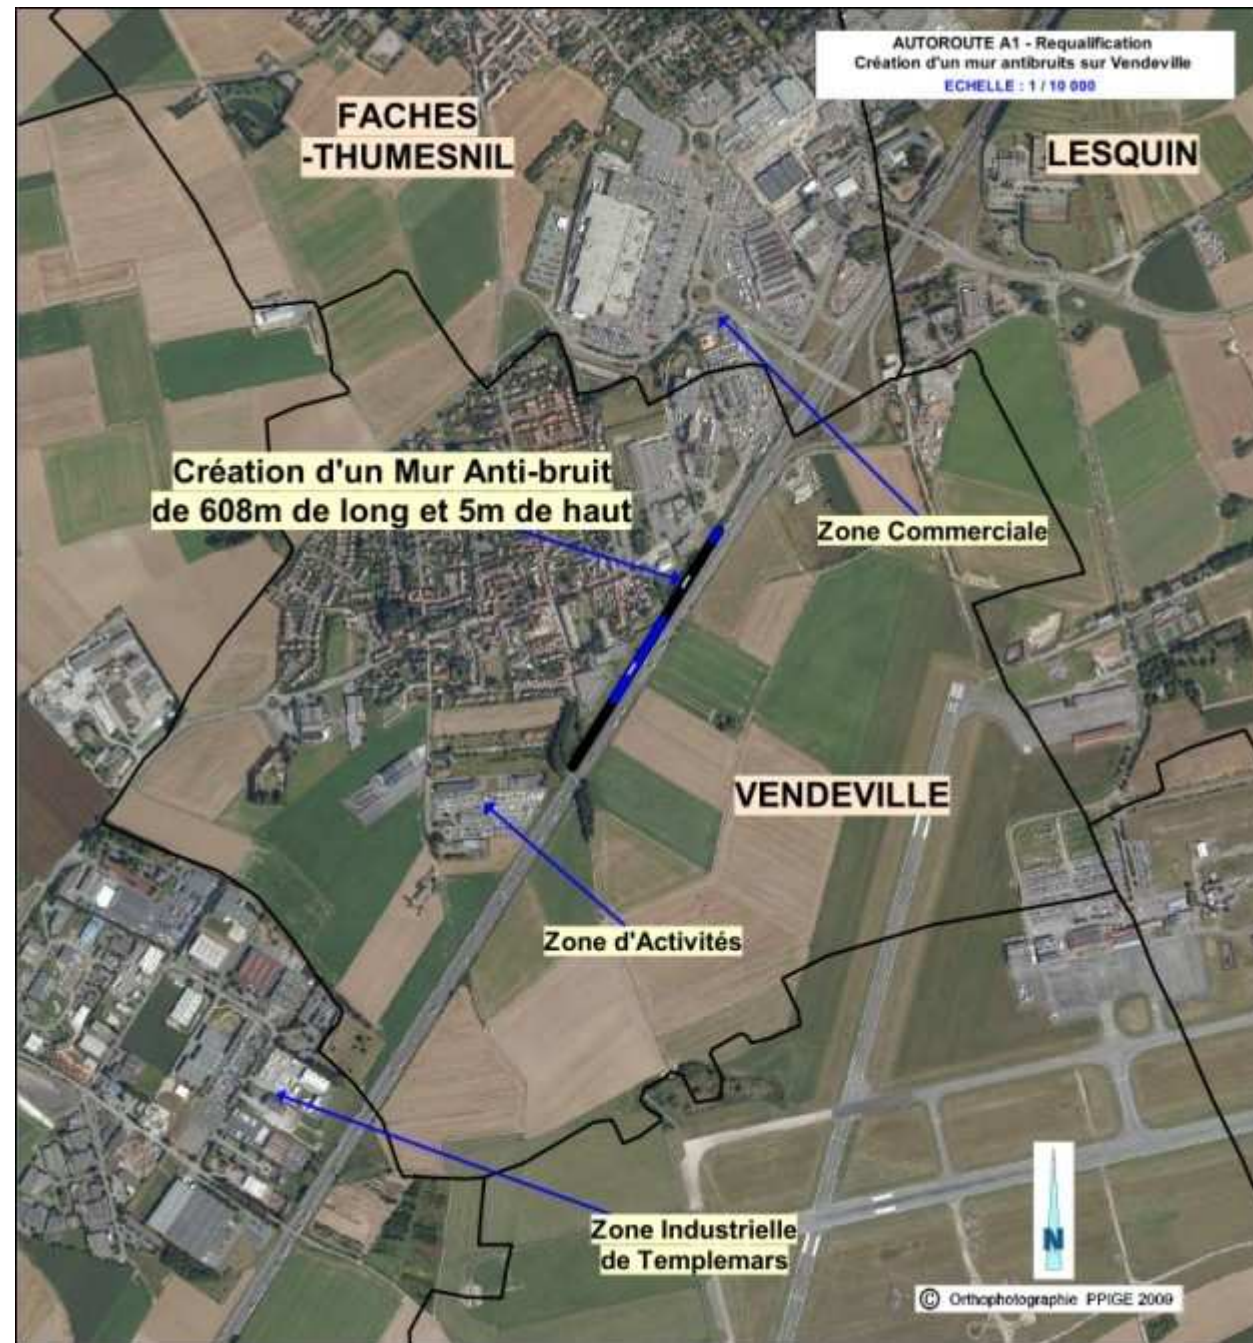 AUTOROUTE A1 - Requalification
Création d'un mur antibruits sur Vendeville
ECHELLE : 1 / 10 000
FACHES
-THUMESNIL
LESQUIN
Création d'un Mur Anti-bruit
de 608m de long et 5m de haut
Zone Commerciale
VENDEVILLE
Zone d'Activités
Zone Industrielle
de Templemars
N
© Orthophotographie PPIGE 2009